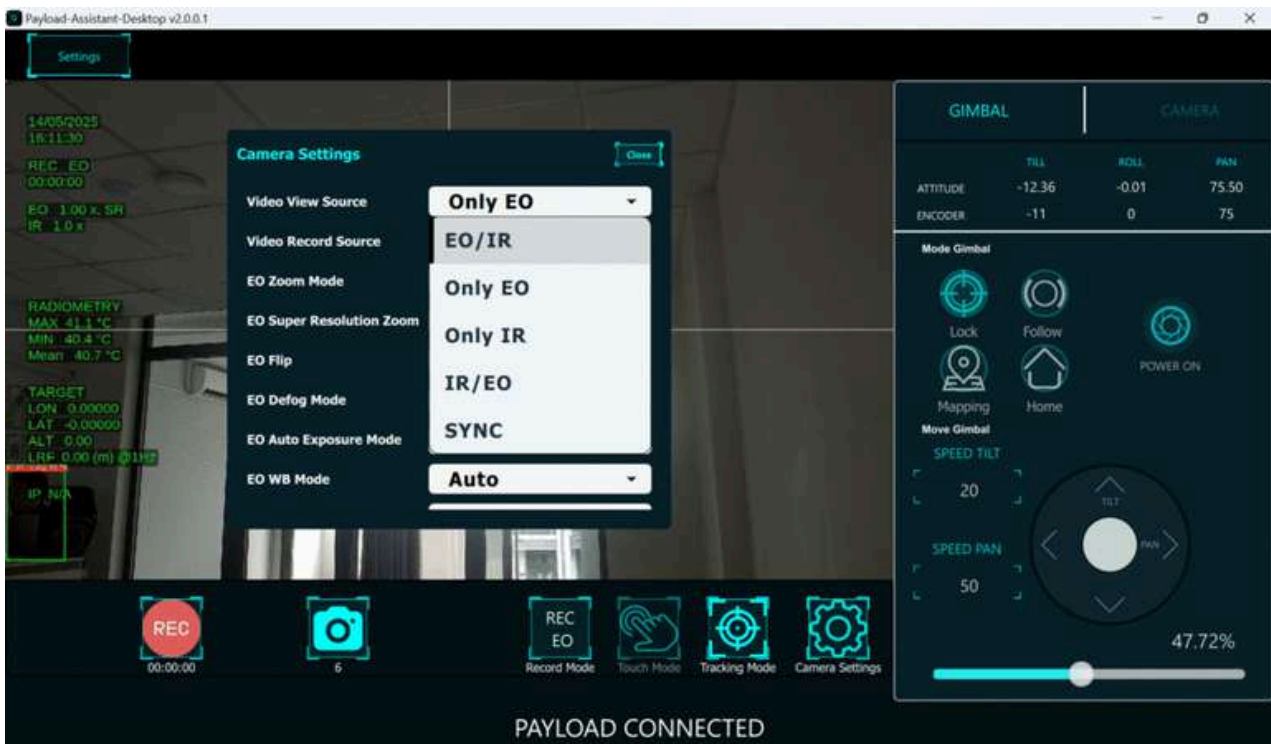 Payload-Assistant-Desktop v2.0.0.1
Settings
14/05/2025
16:11:30
REC EO
00:00:00
EO 1.00 x, SR
IR 1.0 x
RADIOMETRY
MAX 41.1 °C
MIN 40.4 °C
Mean 40.7 °C
TARGET
LON 0.00000
LAT -0.00000
ALT 0.00
LRF 0.00 (m) @1Hz
IP N/A
Camera Settings
Close
Video View Source
Only EO
Video Record Source
EO/IR
EO Zoom Mode
Only EO
EO Super Resolution Zoom
Only IR
EO Flip
IR/EO
EO Defog Mode
EO Auto Exposure Mode
SYNC
EO WB Mode
Auto
GIMBAL
CAMERA
TILL ROLL PAN
ATTITUDE -12.36 -0.01 75.50
ENCODER -11 0 75
Mode Gimbal
Lock
Follow
Mapping
Home
POWER ON
Move Gimbal
SPEED TILT
20
SPEED PAN
50
TILT
PAN
47.72%
REC
00:00:00
6
REC
EO
Record Mode
Touch Mode
Tracking Mode
Camera Settings
PAYLOAD CONNECTED